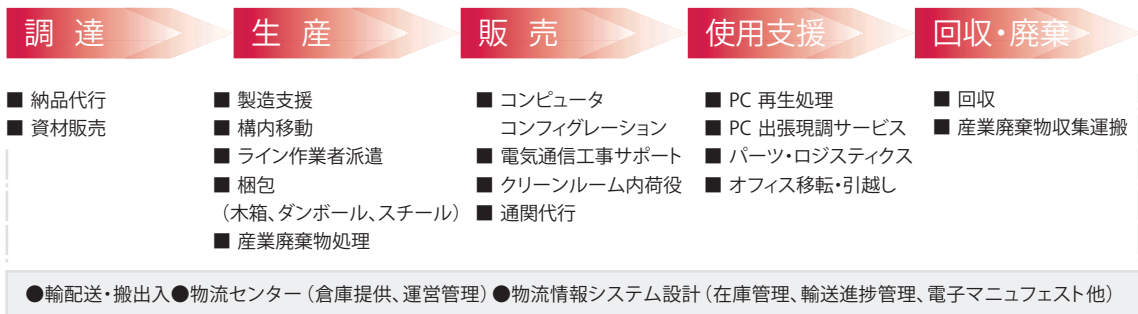 調 達
■ 納品代行
■ 資材販売
生 産
■ 製造支援
■ 構内移動
■ ライン作業者派遣
■ 梱包
（木箱、ダンボール、スチール）
■ 産業廃棄物処理
販 売
■ コンピュータ
コンフィグレーション
■ 電気通信工事サポート
■ クリーンルーム内荷役
■ 通関代行
使用支援
■ PC 再生処理
■ PC 出張現調サービス
■ パーツ・ロジスティクス
■ オフィス移転・引越し
回収・廃棄
■ 回収
■ 産業廃棄物収集運搬
●輸配送・搬出入●物流センター（倉庫提供、運営管理）●物流情報システム設計（在庫管理、輸送進捗管理、電子マニュフェスト他）